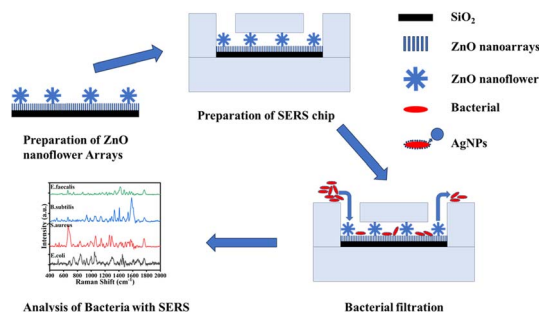 SiO2
ZnO nanoarrays
ZnO nanoflower
Bacterial
AgNPs
Preparation of SERS chip
Preparation of ZnO
nanoflower Arrays
E.faecalis
B.subtilis
S.aureus
E.coli
Intensity (a.u.)
400 600 800 1000 1200 1400 1600 1800 2000
Raman Shift (cm-1)
Analysis of Bacteria with SERS
Bacterial filtration